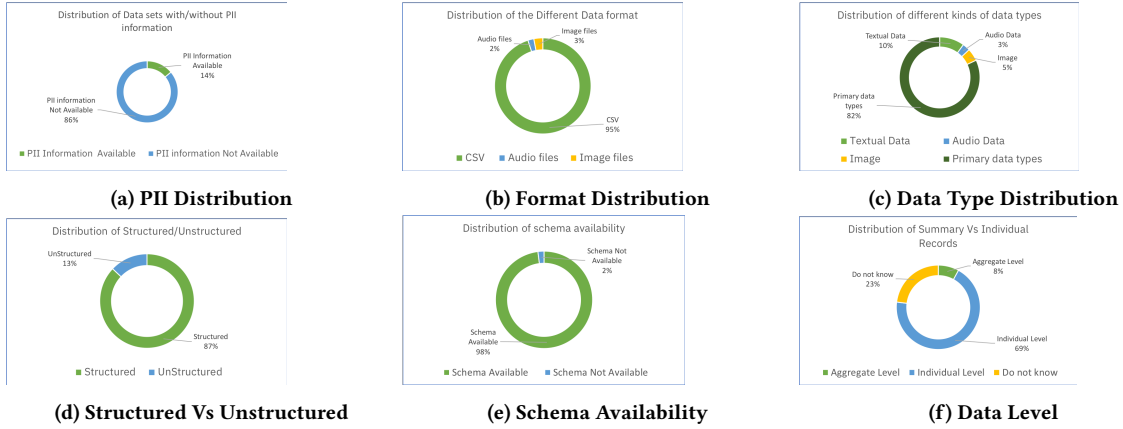 Distribution of Data sets with/without PII
information
PII Information
Available
14%
PII information
Not Available
86%
PII Information Available
PII information Not Available
(a) PII Distribution
Distribution of the Different Data format
Audio files
2%
Image files
3%
CSV
95%
CSV
Audio files
Image files
(b) Format Distribution
Distribution of different kinds of data types
Textual Data
10%
Audio Data
3%
Image
5%
Primary data
types
82%
Textual Data
Audio Data
Image
Primary data types
(c) Data Type Distribution
Distribution of Structured/Unstructured
UnStructured
13%
Structured
87%
Structured
UnStructured
(d) Structured Vs Unstructured
Distribution of schema availability
Schema Not
Available
2%
Schema
Available
98%
Schema Available
Schema Not Available
(e) Schema Availability
Distribution of Summary Vs Individual
Records
Aggregate Level
8%
Do not know
23%
Individual Level
69%
Aggregate Level
Individual Level
Do not know
(f) Data Level